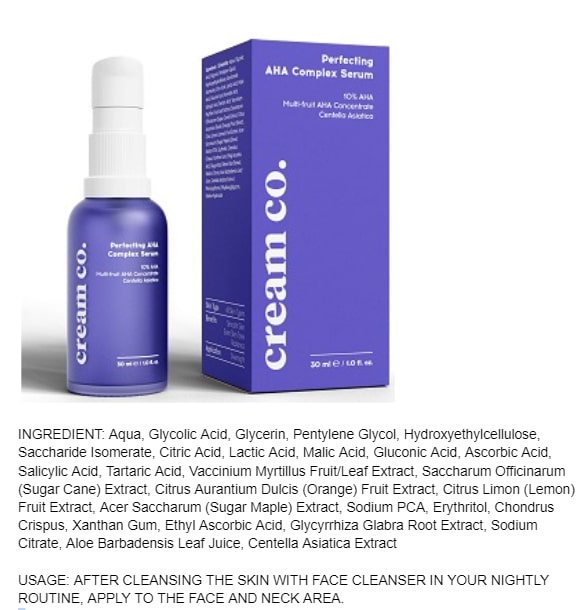 Perfecting
AHA Complex Serum
10% AHA
Multi-fruit AHA Concentrate
Centella Asiatica
cream co.
30 ml e / 1.0 fl. oz.
Perfecting AHA
Complex Serum
10% AHA
Multi-fruit AHA Concentrate
Centella Asiatica
cream co.
30 ml e / 1.0 fl. oz.
Skin Type
Benefits
Application
INGREDIENT: Aqua, Glycolic Acid, Glycerin, Pentylene Glycol, Hydroxyethylcellulose,
Saccharide Isomerate, Citric Acid, Lactic Acid, Malic Acid, Gluconic Acid, Ascorbic Acid,
Salicylic Acid, Tartaric Acid, Vaccinium Myrtillus Fruit/Leaf Extract, Saccharum Officinarum
(Sugar Cane) Extract, Citrus Aurantium Dulcis (Orange) Fruit Extract, Citrus Limon (Lemon)
Fruit Extract, Acer Saccharum (Sugar Maple) Extract, Sodium PCA, Erythritol, Chondrus
Crispus, Xanthan Gum, Ethyl Ascorbic Acid, Glycyrrhiza Glabra Root Extract, Sodium
Citrate, Aloe Barbadensis Leaf Juice, Centella Asiatica Extract
USAGE: AFTER CLEANSING THE SKIN WITH FACE CLEANSER IN YOUR NIGHTLY
ROUTINE, APPLY TO THE FACE AND NECK AREA.